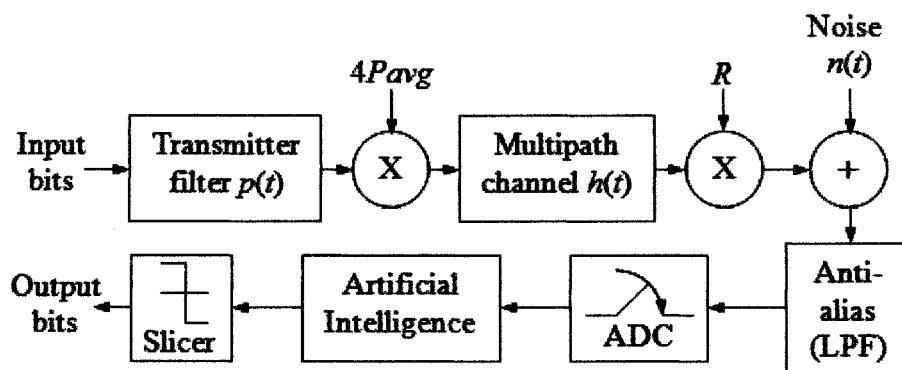 Input
bits
Transmitter
filter p(t)
4Pavg
X
Multipath
channel h(t)
R
X
Noise
n(t)
+
Anti-
alias
(LPF)
ADC
Artificial
Intelligence
Slicer
Output
bits